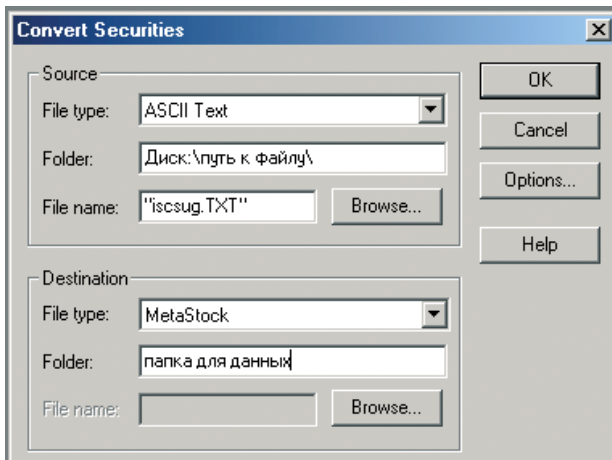 Convert Securities
Source
File type: ASCII Text
Folder: Диск:\путь к файлу\
File name: "iscsug.TXT" Browse...
Destination
File type: MetaStock
Folder: папка для данных
File name: Browse...
OK
Cancel
Options...
Help